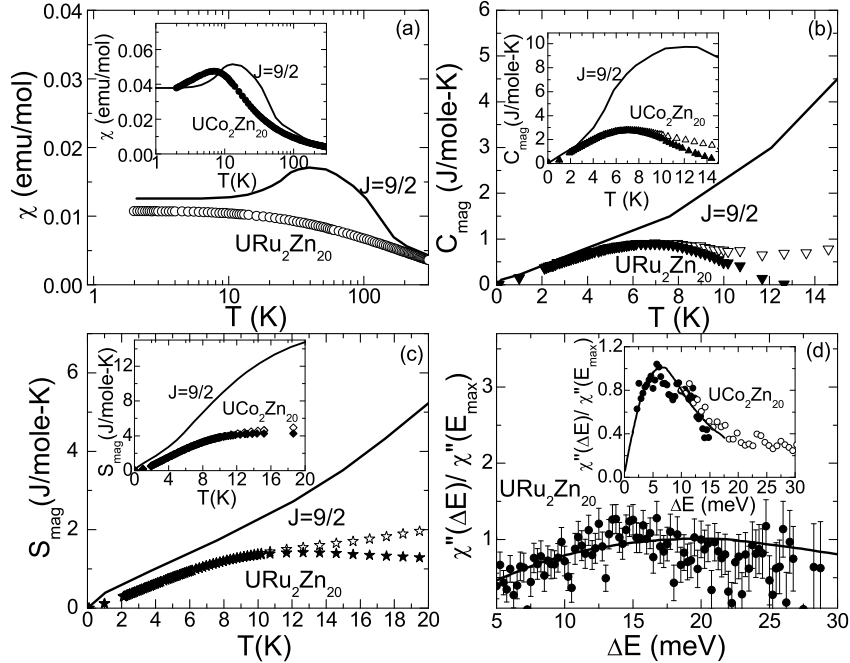 (a)
χ (emu/mol)
0.04
0.03
0.02
0.01
0.00
1 10 100
T (K)
J=9/2
URu₂Zn₂₀
χ (emu/mol)
0.06
0.04
0.02
0.00
1 10 100
T(K)
J=9/2
UCo₂Zn₂₀
(b)
C_mag (J/mole-K)
6
5
4
3
2
1
0
0 2 4 6 8 10 12 14
T (K)
J=9/2
URu₂Zn₂₀
C_mag(J/mole-K)
10
8
6
4
2
0
0 2 4 6 8 10 12 14
T (K)
J=9/2
UCo₂Zn₂₀
(c)
S_mag(J/mole-K)
6
4
2
0
0 2 4 6 8 10 12 14 16 18 20
T(K)
J=9/2
URu₂Zn₂₀
S_mag(J/mole-K)
12
8
4
0
0 4 8 12 16 20
T(K)
J=9/2
UCo₂Zn₂₀
(d)
χ"(ΔE)/ χ"(E_max)
3
2
1
0
5 10 15 20 25 30
ΔE (meV)
URu₂Zn₂₀
χ"(ΔE)/ χ"(E_max)
1.2
0.8
0.4
0.0
0 5 10 15 20 25 30
ΔE (meV)
UCo₂Zn₂₀